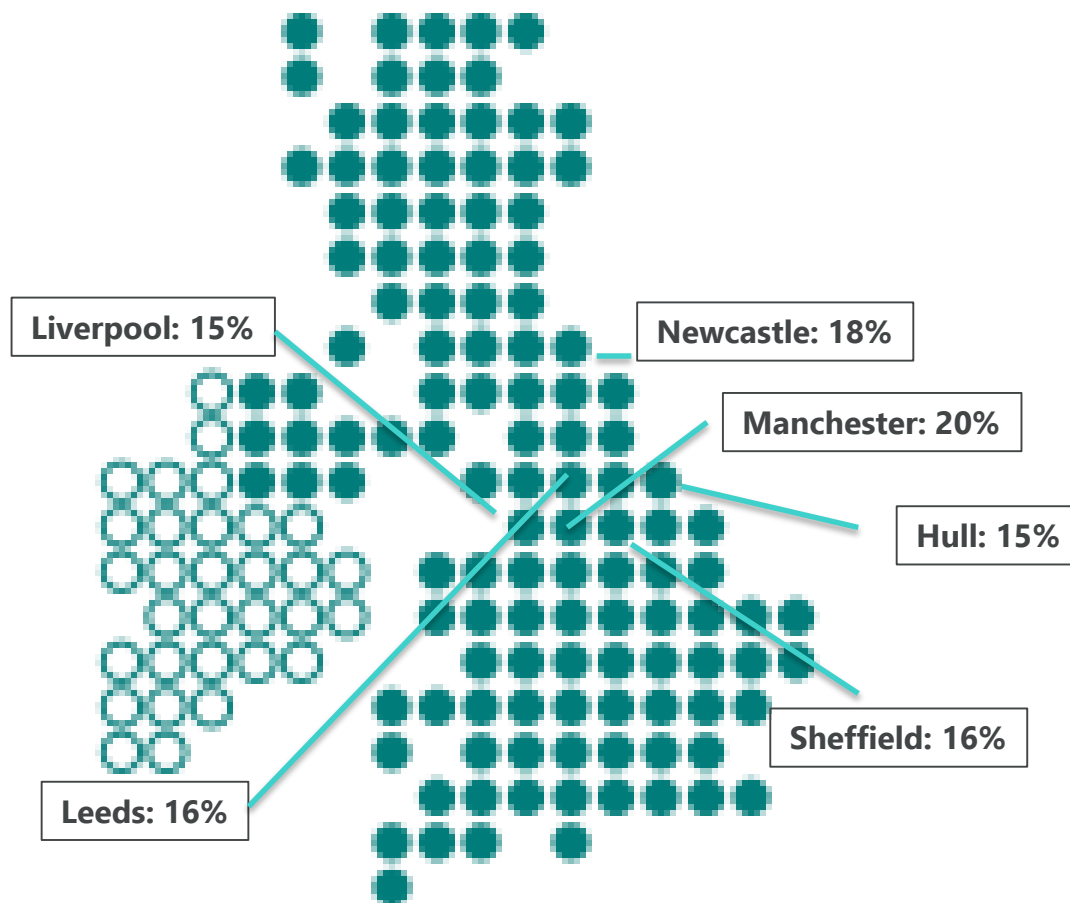 Liverpool: 15%
Newcastle: 18%
Manchester: 20%
Hull: 15%
Sheffield: 16%
Leeds: 16%